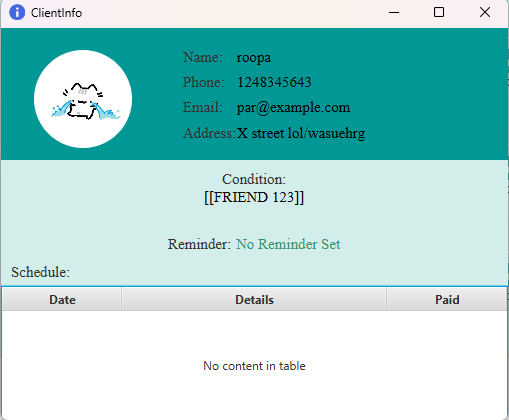 ClientInfo
Name: roopa
Phone: 1248345643
Email: par@example.com
Address:X street lol/wasuehrg
Condition:
[[FRIEND 123]]
Reminder: No Reminder Set
Schedule:
Date Details Paid
No content in table